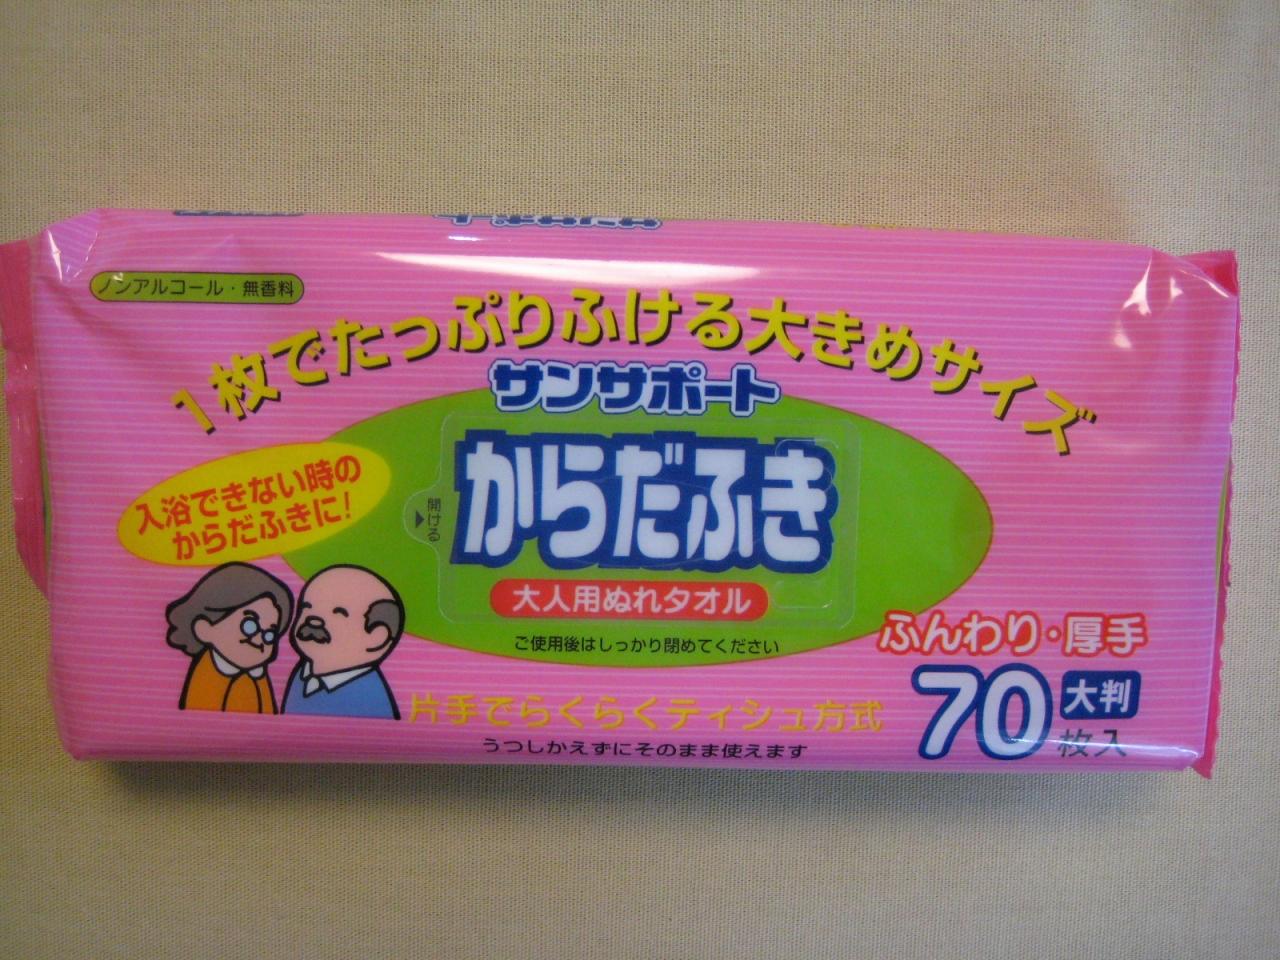 ノンアルコール・無香料
1枚でたっぷりふける大きめサイズ
サンサポート
からだふき
開ける
大人用ぬれタオル
ご使用後はしっかり閉めてください
入浴できない時の
からだふきに!
ふんわり・厚手
70
大判
枚入
片手でらくらくティシュ方式
うつしかえずにそのまま使えます